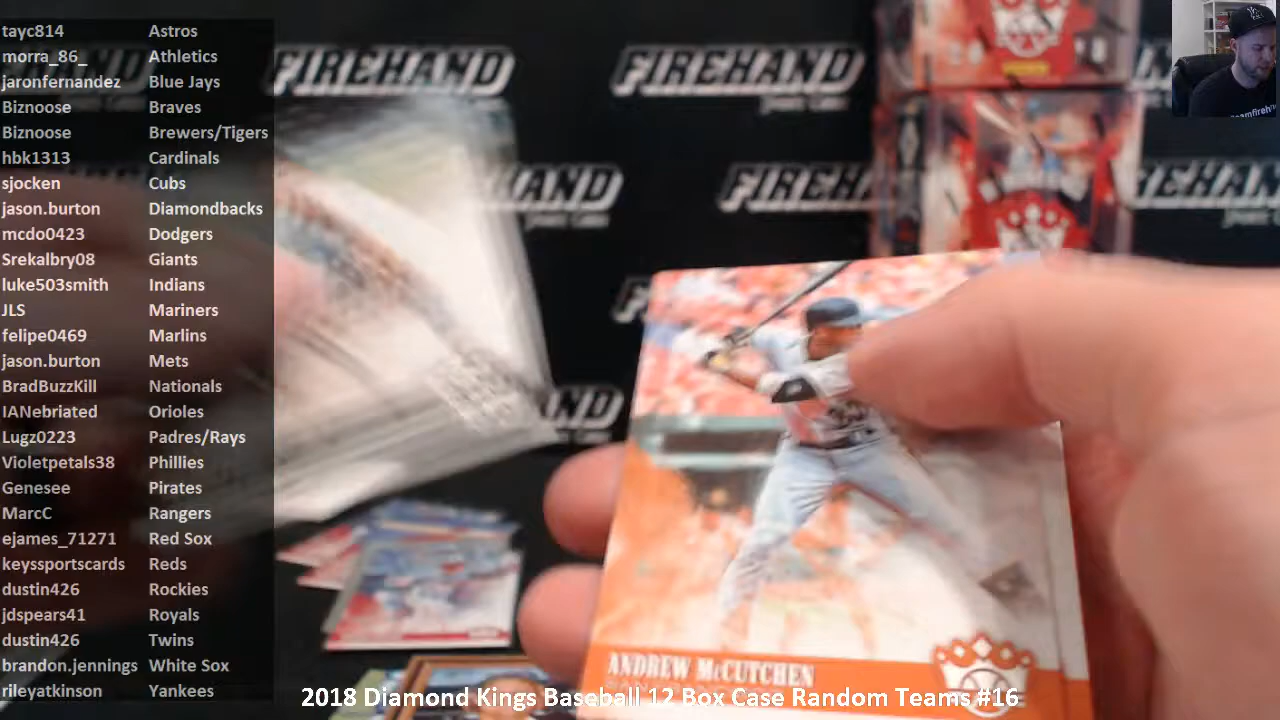 tayc814 Astros
morra_86_ Athletics
jaronfernandez Blue Jays
Biznoose Braves
Biznoose Brewers/Tigers
hbk1313 Cardinals
sjocken Cubs
jason.burton Diamondbacks
mcdo0423 Dodgers
Srekalbry08 Giants
luke503smith Indians
JLS Mariners
felipe0469 Marlins
jason.burton Mets
BradBuzzKill Nationals
IANebriated Orioles
Lugz0223 Padres/Rays
Violetpetals38 Phillies
Genesee Pirates
MarcC Rangers
ejames_71271 Red Sox
keyssportscards Reds
dustin426 Rockies
jdspears41 Royals
dustin426 Twins
brandon.jennings White Sox
rileyatkinson Yankees
FIREHAND
FIREHAND
FIREHA
HAND
ANDREW McCUTCHEN
2018 Diamond Kings Baseball 12 Box Case Random Teams #16